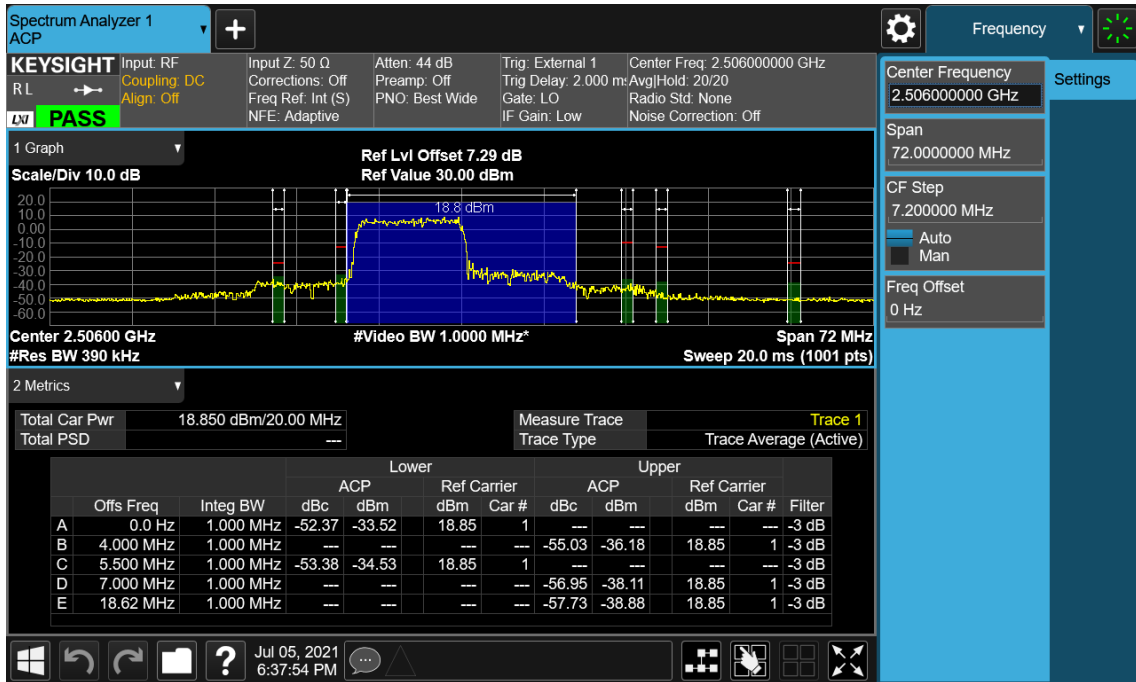 Spectrum Analyzer 1
ACP
+
Frequency
KEYSIGHT
RL
LXI
PASS
Input: RF
Coupling: DC
Align: Off
Input Z: 50 Ω
Corrections: Off
Freq Ref: Int (S)
NFE: Adaptive
Atten: 44 dB
Preamp: Off
PNO: Best Wide
Trig: External 1
Trig Delay: 2.000 ms
Gate: LO
IF Gain: Low
Center Freq: 2.506000000 GHz
Avg|Hold: 20/20
Radio Std: None
Noise Correction: Off
Center Frequency
2.506000000 GHz
Settings
Span
72.0000000 MHz
CF Step
7.200000 MHz
Auto
Man
Freq Offset
0 Hz
1 Graph
Scale/Div 10.0 dB
Ref Lvl Offset 7.29 dB
Ref Value 30.00 dBm
18.8 dBm
20.0
10.0
0.00
-10.0
-20.0
-30.0
-40.0
-50.0
-60.0
Center 2.50600 GHz #Video BW 1.0000 MHz* Span 72 MHz
#Res BW 390 kHz Sweep 20.0 ms (1001 pts)
2 Metrics
Total Car Pwr 18.850 dBm/20.00 MHz Measure Trace Trace 1
Total PSD --- Trace Type Trace Average (Active)
Lower Upper
ACP Ref Carrier ACP Ref Carrier
Offs Freq Integ BW dBc dBm dBm Car # dBc dBm dBm Car # Filter
A 0.0 Hz 1.000 MHz -52.37 -33.52 18.85 1 --- --- --- --- -3 dB
B 4.000 MHz 1.000 MHz --- --- --- --- -55.03 -36.18 18.85 1 -3 dB
C 5.500 MHz 1.000 MHz -53.38 -34.53 18.85 1 --- --- --- --- -3 dB
D 7.000 MHz 1.000 MHz --- --- --- --- -56.95 -38.11 18.85 1 -3 dB
E 18.62 MHz 1.000 MHz --- --- --- --- -57.73 -38.88 18.85 1 -3 dB
?
Jul 05, 2021
6:37:54 PM
...